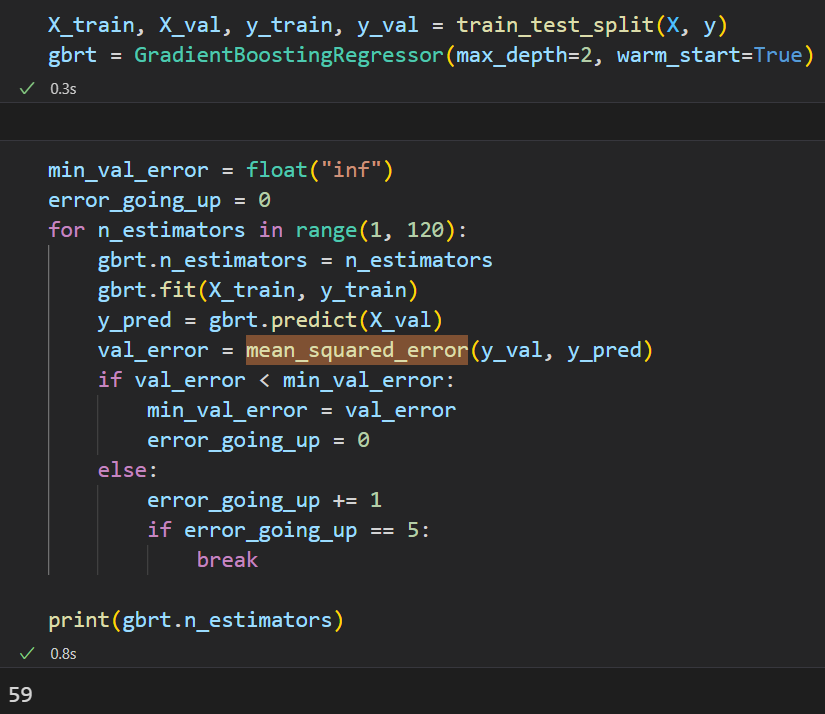 X_train, X_val, y_train, y_val = train_test_split(X, y)
gbrt = GradientBoostingRegressor(max_depth=2, warm_start=True)
✓ 0.3s
min_val_error = float("inf")
error_going_up = 0
for n_estimators in range(1, 120):
    gbrt.n_estimators = n_estimators
    gbrt.fit(X_train, y_train)
    y_pred = gbrt.predict(X_val)
    val_error = mean_squared_error(y_val, y_pred)
    if val_error < min_val_error:
        min_val_error = val_error
        error_going_up = 0
    else:
        error_going_up += 1
        if error_going_up == 5:
            break
print(gbrt.n_estimators)
✓ 0.8s
59